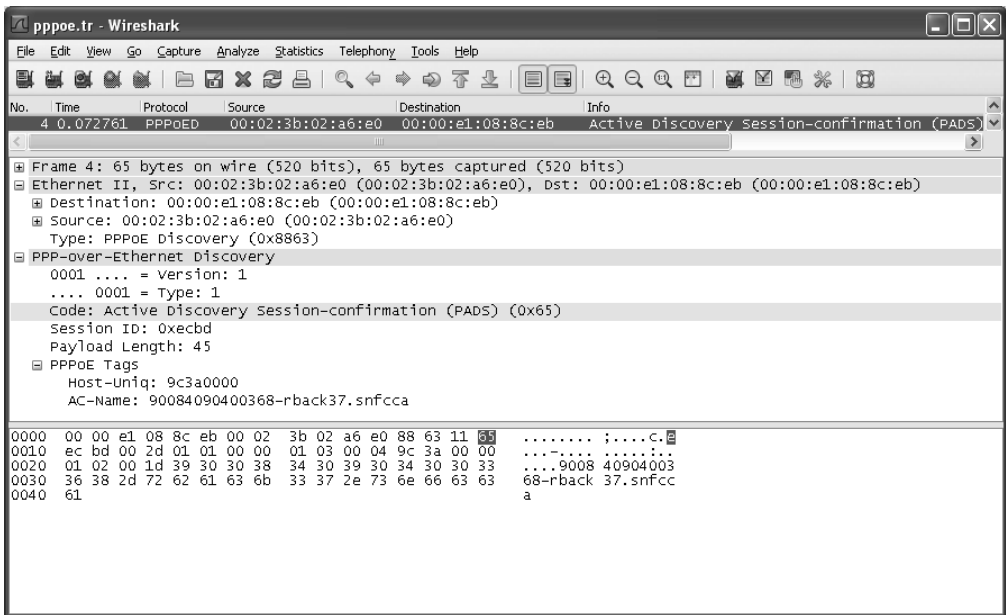 pppoe.tr - Wireshark
File Edit View Go Capture Analyze Statistics Telephony Tools Help
No. Time Protocol Source Destination Info
4 0.072761 PPPoED 00:02:3b:02:a6:e0 00:00:e1:08:8c:eb Active Discovery Session-confirmation (PADS)
Frame 4: 65 bytes on wire (520 bits), 65 bytes captured (520 bits)
Ethernet II, Src: 00:02:3b:02:a6:e0 (00:02:3b:02:a6:e0), Dst: 00:00:e1:08:8c:eb (00:00:e1:08:8c:eb)
Destination: 00:00:e1:08:8c:eb (00:00:e1:08:8c:eb)
Source: 00:02:3b:02:a6:e0 (00:02:3b:02:a6:e0)
Type: PPPoE Discovery (0x8863)
PPP-over-Ethernet Discovery
0001 .... = Version: 1
.... 0001 = Type: 1
Code: Active Discovery Session-confirmation (PADS) (0x65)
Session ID: 0xecbd
Payload Length: 45
PPPoE Tags
Host-Uniq: 9c3a0000
AC-Name: 90084090400368-rback37.snfcca
0000 00 00 e1 08 8c eb 00 02 3b 02 a6 e0 88 63 11 65 ........ ;....c.e
0010 ec bd 00 2d 01 01 00 00 01 03 00 04 9c 3a 00 00 ...-.... .....:..
0020 01 02 00 1d 39 30 30 38 34 30 39 30 34 30 30 33 ....9008 40904003
0030 36 38 2d 72 62 61 63 6b 33 37 2e 73 6e 66 63 63 68-rback 37.snfcc
0040 61 a